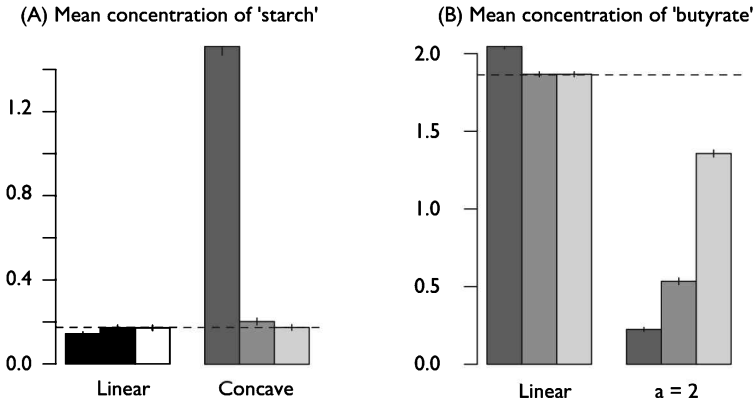 (A) Mean concentration of 'starch'
(B) Mean concentration of 'butyrate'
1.2
0.8
0.4
0.0
Linear
Concave
2.0
1.5
1.0
0.5
0.0
Linear
a = 2